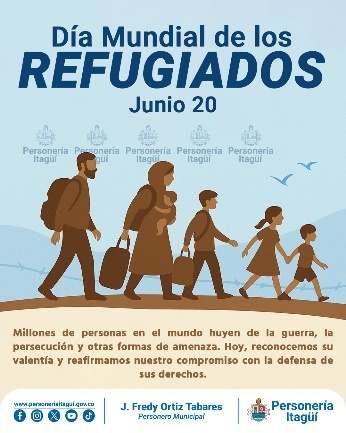 Día Mundial de los
REFUGIADOS
Junio 20
Personería Personería Personería Personería Personería
Itagüí Itagüí Itagüí Itagüí Itagüí
Millones de personas en el mundo huyen de la guerra, la
persecución y otras formas de amenaza. Hoy, reconocemos su
valentía y reafirmamos nuestro compromiso con la defensa de
sus derechos.
www.personeriaitagui.gov.co
J. Fredy Ortiz Tabares
Personero Municipal
Personería
Itagüí